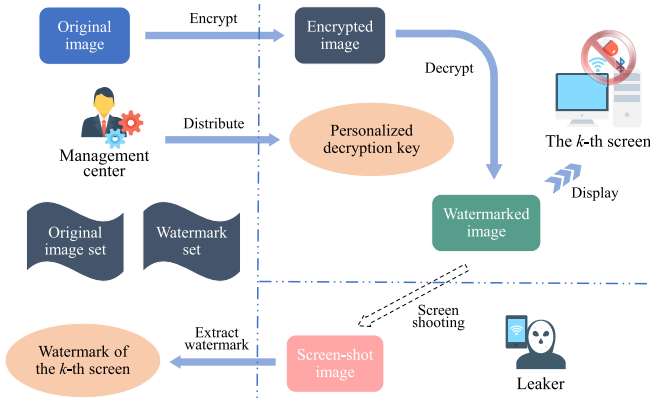 Original
image
Encrypt
Encrypted
image
Decrypt
The k-th screen
Management
center
Distribute
Personalized
decryption key
Display
Original
image set
Watermark
set
Watermarked
image
Screen
shooting
Watermark of
the k-th screen
Extract
watermark
Screen-shot
image
Leaker